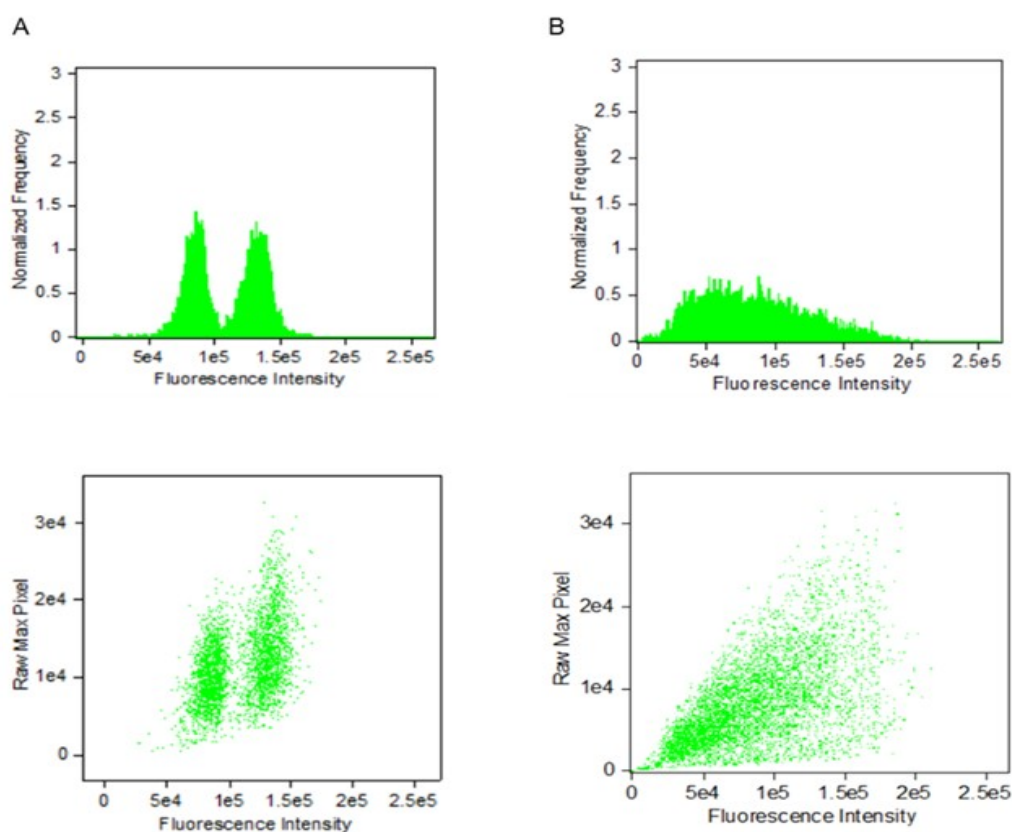 A
3
2.5
2
1.5
1
0.5
0
Normalized Frequency
0 5e4 1e5 1.5e5 2e5 2.5e5
Fluorescence Intensity
B
3
2.5
2
1.5
1
0.5
0
Normalized Frequency
0 5e4 1e5 1.5e5 2e5 2.5e5
Fluorescence Intensity
3e4
2e4
1e4
0
Raw Max Pixel
0 5e4 1e5 1.5e5 2e5 2.5e5
Fluorescence Intensity
3e4
2e4
1e4
0
Raw Max Pixel
0 5e4 1e5 1.5e5 2e5 2.5e5
Fluorescence Intensity